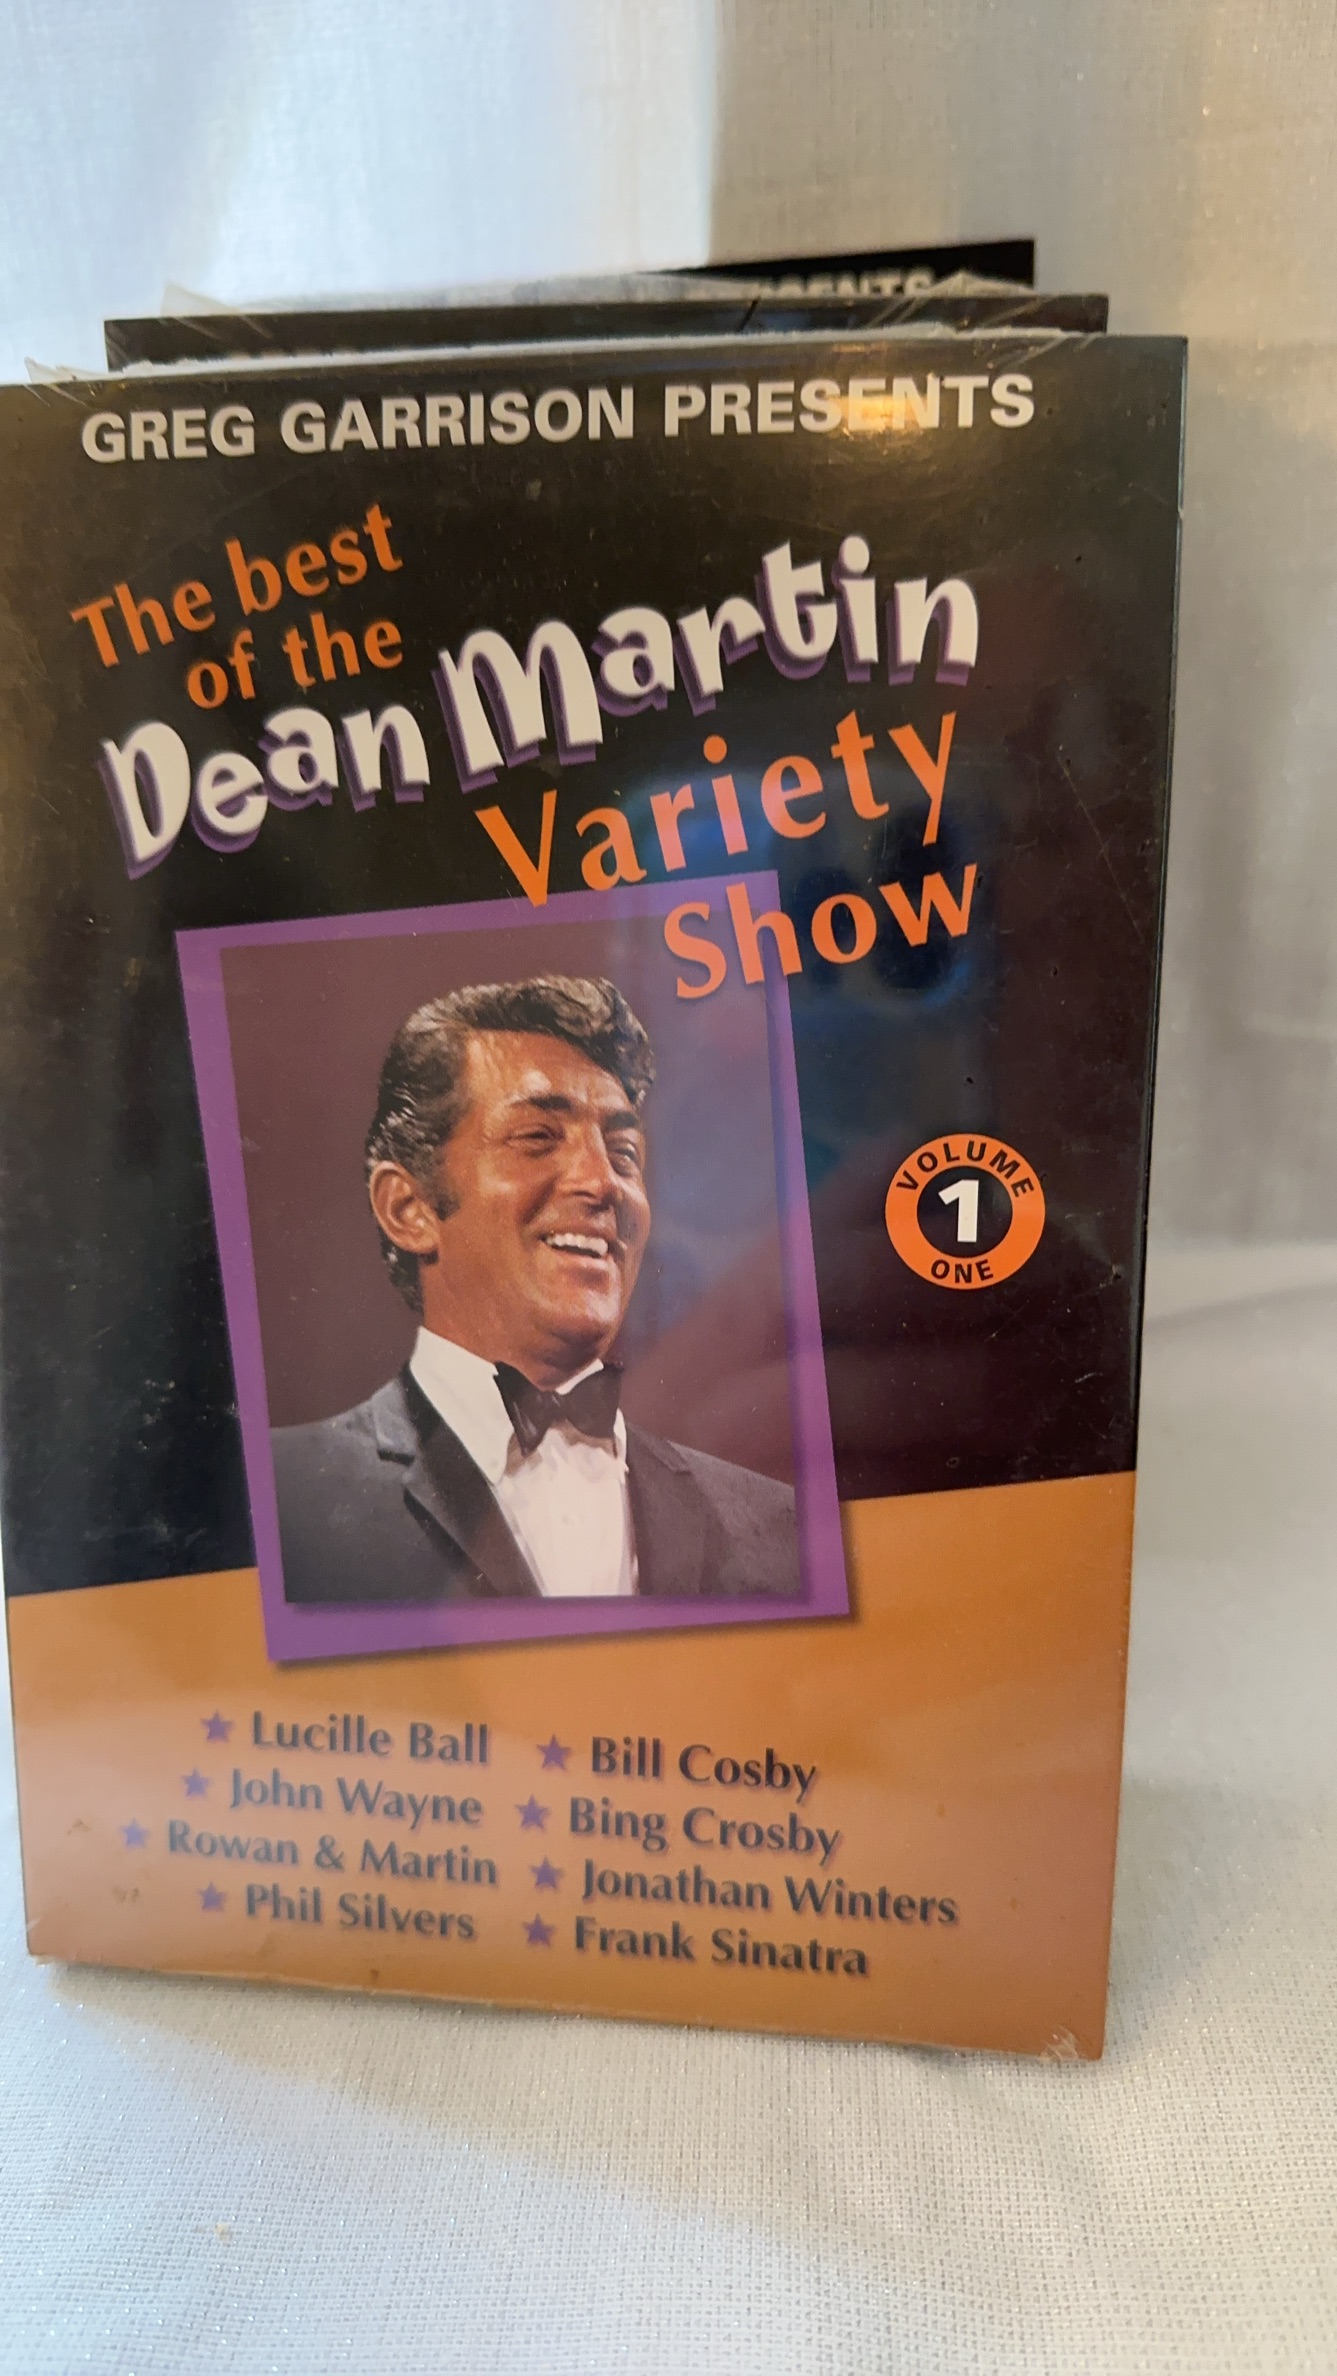 GREG GARRISON PRESENTS
The best
of the
Dean Martin
Variety
Show
VOLUME
1
ONE
★ Lucille Ball ★ Bill Cosby
★ John Wayne ★ Bing Crosby
★ Rowan & Martin ★ Jonathan Winters
★ Phil Silvers ★ Frank Sinatra